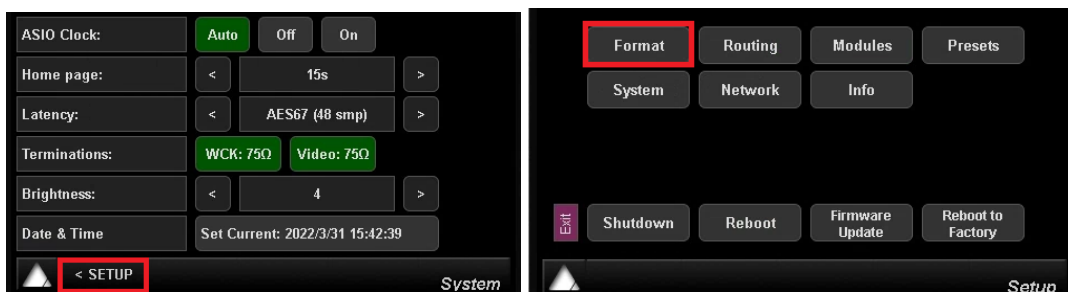 ASIO Clock: Auto Off On
Home page: < 15s >
Latency: < AES67 (48 smp) >
Terminations: WCK: 75Ω Video: 75Ω
Brightness: < 4 >
Date & Time Set Current: 2022/3/31 15:42:39
< SETUP System
Format Routing Modules Presets
System Network Info
Exit Shutdown Reboot Firmware Update Reboot to Factory
Setup